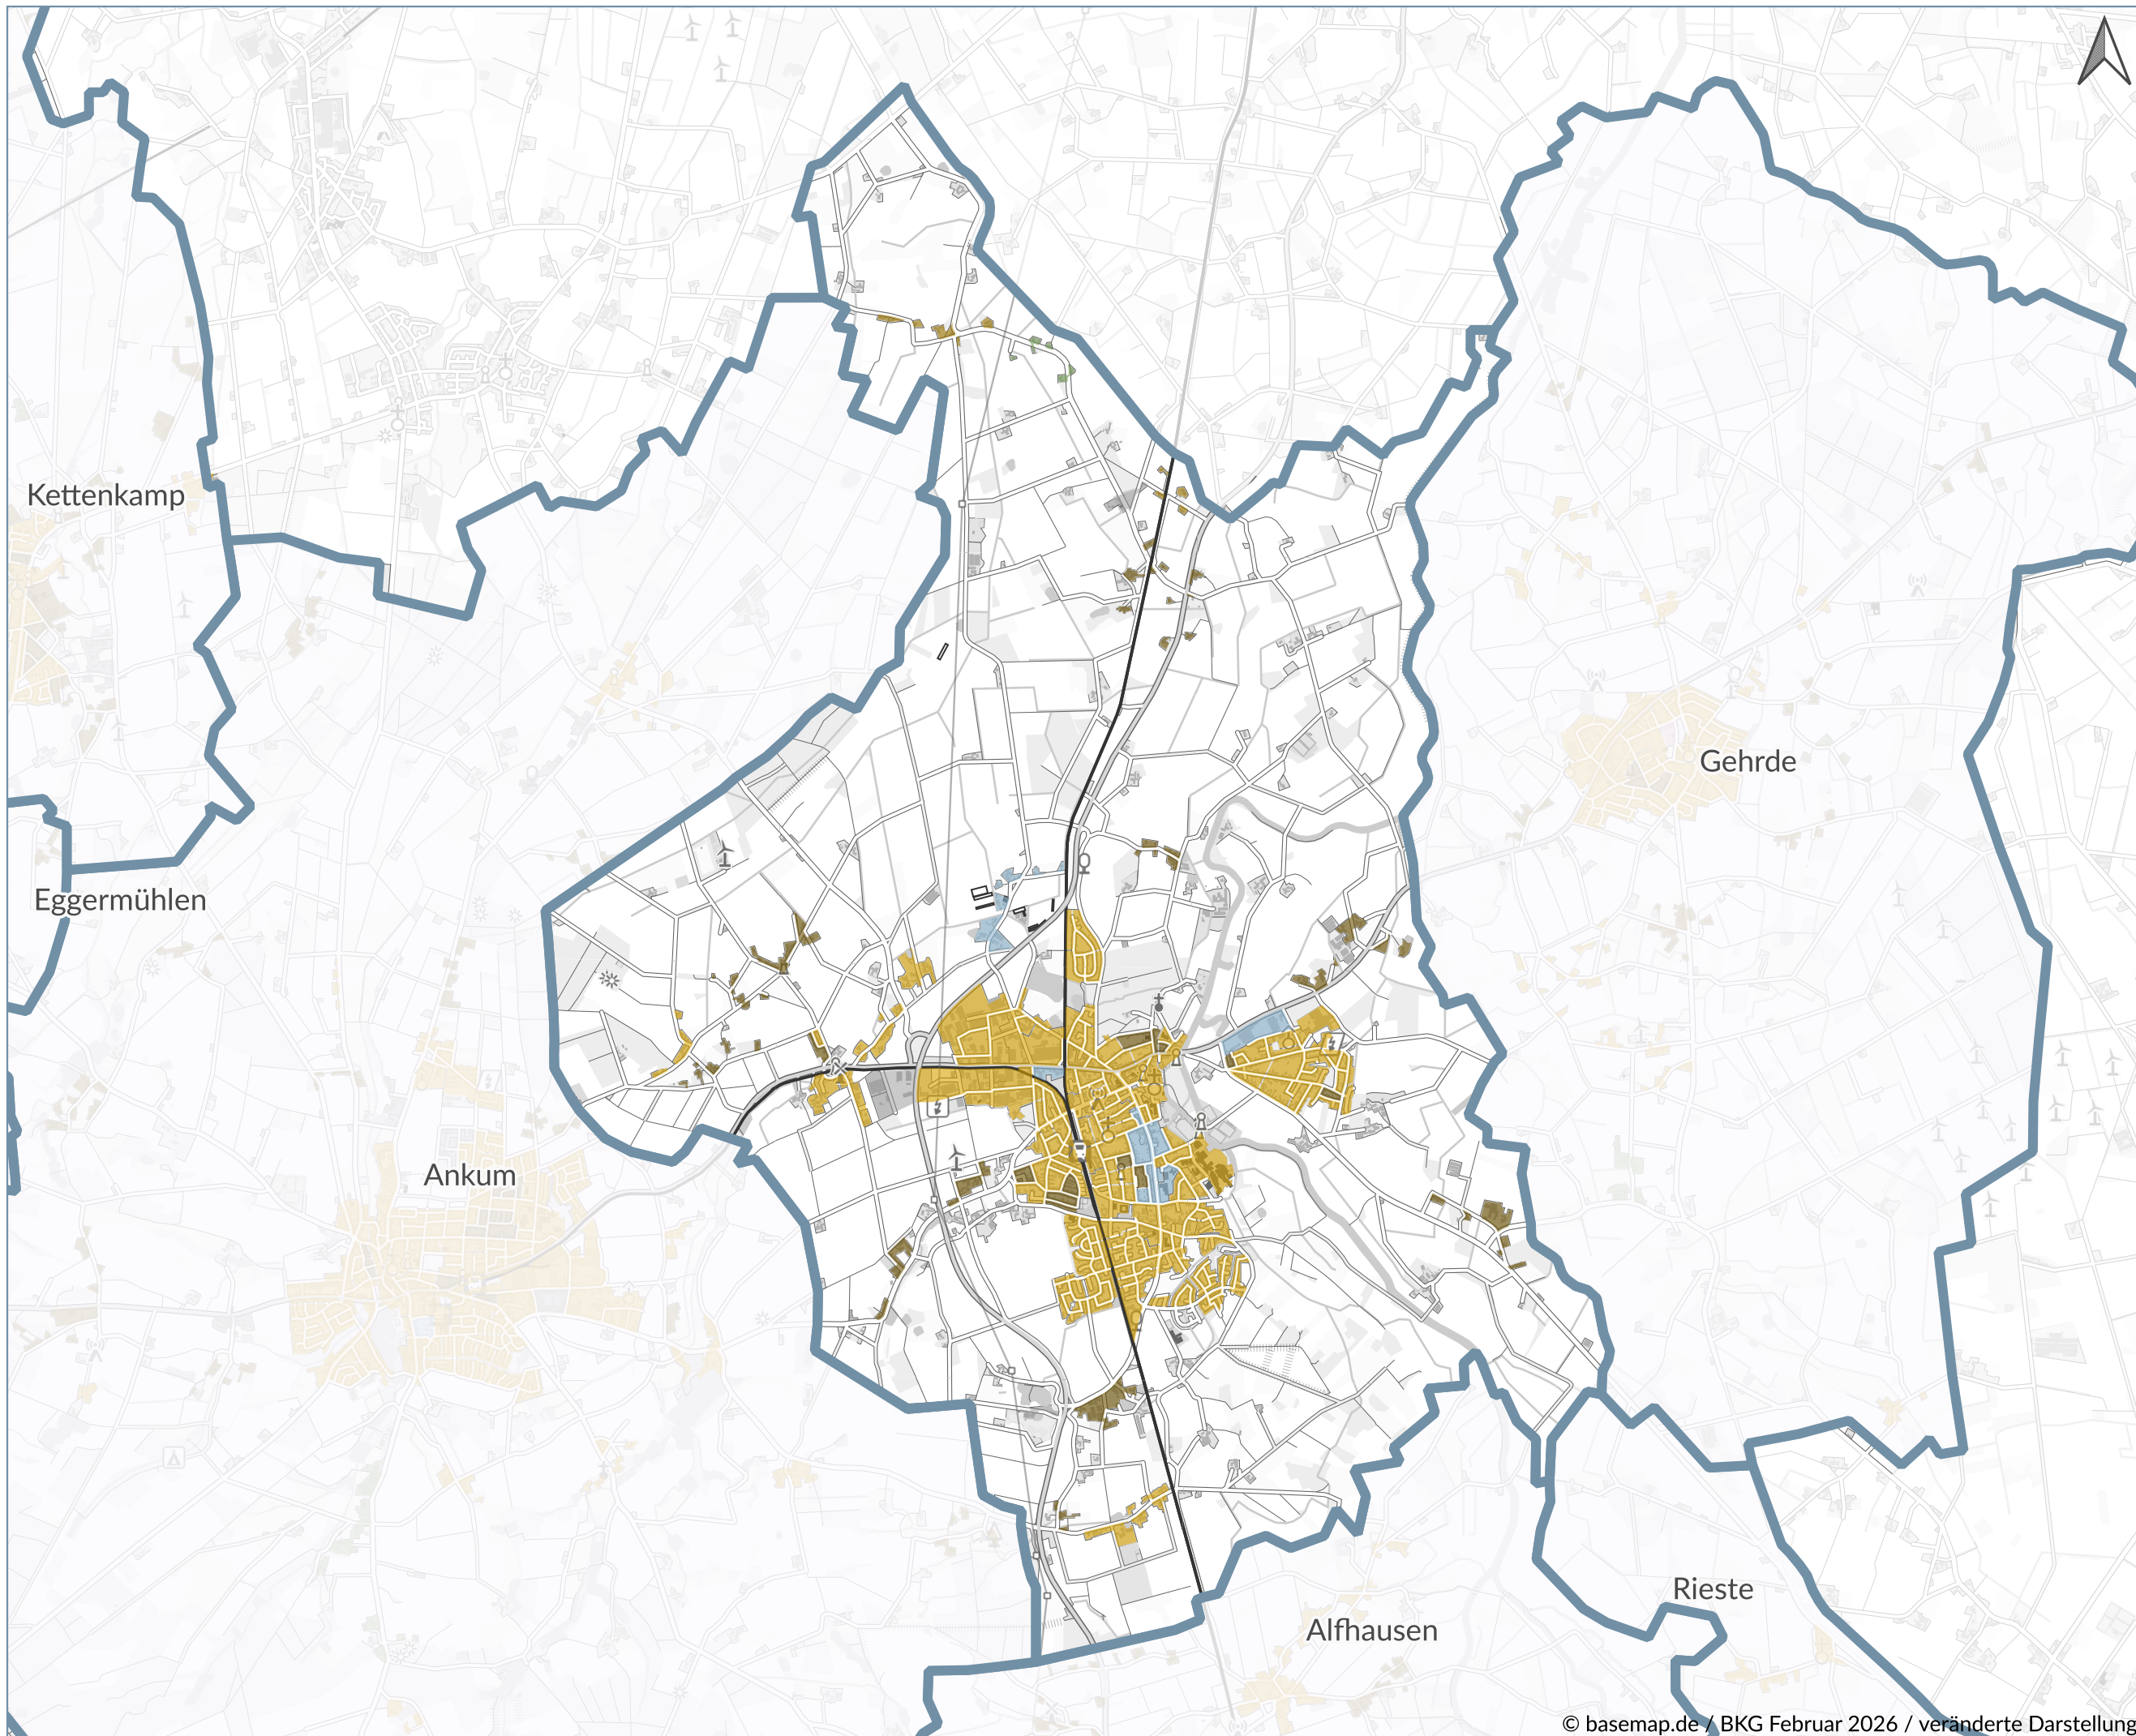 Kettenkamp
Gehrde
Eggermühlen
Ankum
Rieste
Alfhausen
© basemap.de / BKG Februar 2026 / veränderte Darstellung